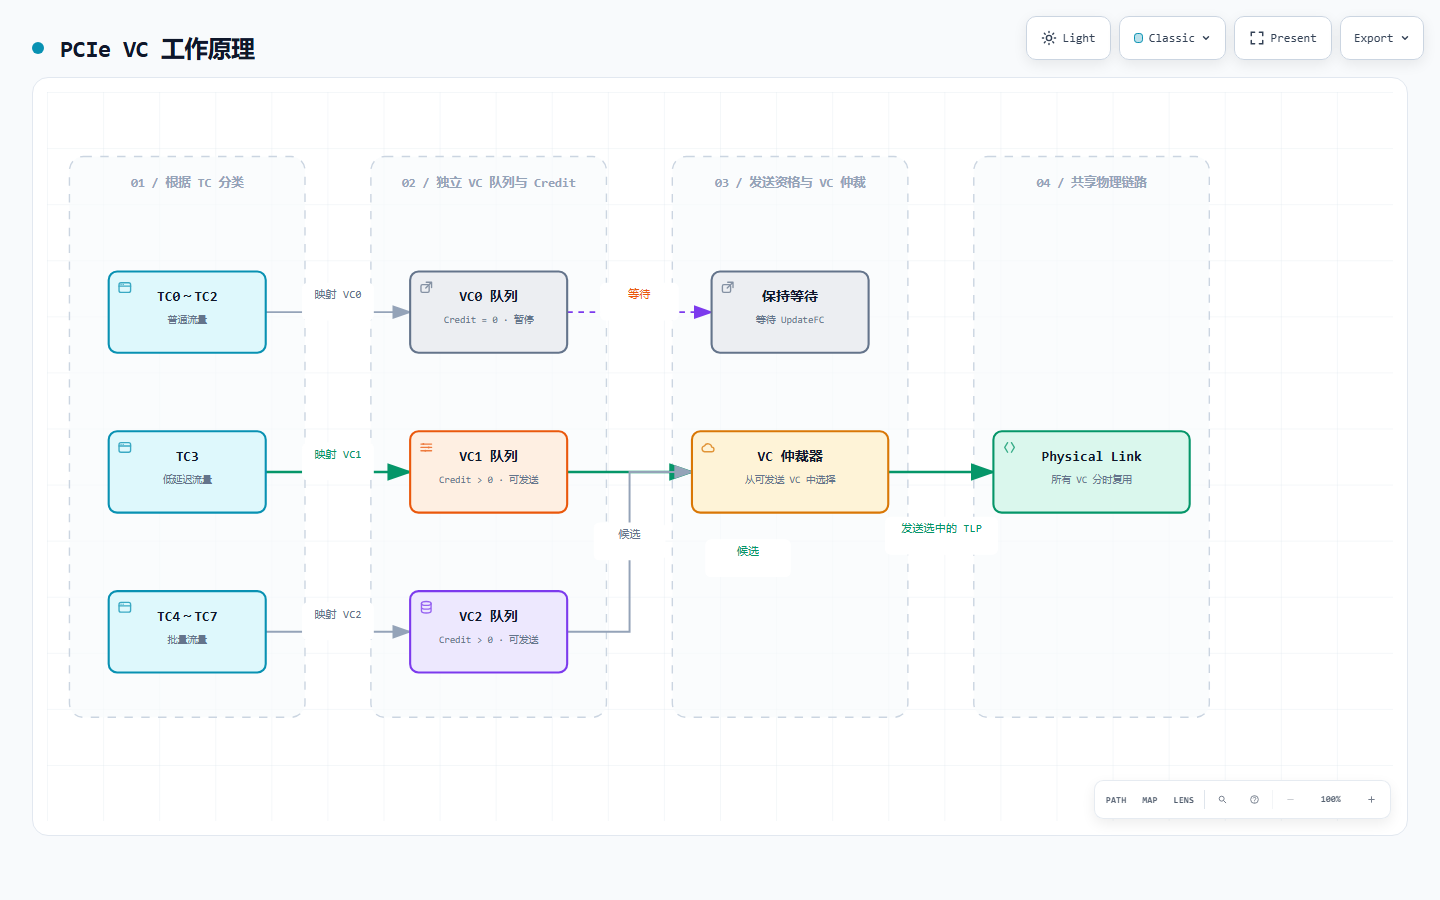 PCIe VC 工作原理
Light
Classic
Present
Export
01 / 根据 TC 分类
02 / 独立 VC 队列与 Credit
03 / 发送资格与 VC 仲裁
04 / 共享物理链路
TC0～TC2
普通流量
映射 VC0
VC0 队列
Credit = 0 · 暂停
等待
保持等待
等待 UpdateFC
TC3
低延迟流量
映射 VC1
VC1 队列
Credit > 0 · 可发送
VC 仲裁器
从可发送 VC 中选择
Physical Link
所有 VC 分时复用
候选
候选
发送选中的 TLP
TC4～TC7
批量流量
映射 VC2
VC2 队列
Credit > 0 · 可发送
PATH
MAP
LENS
100%